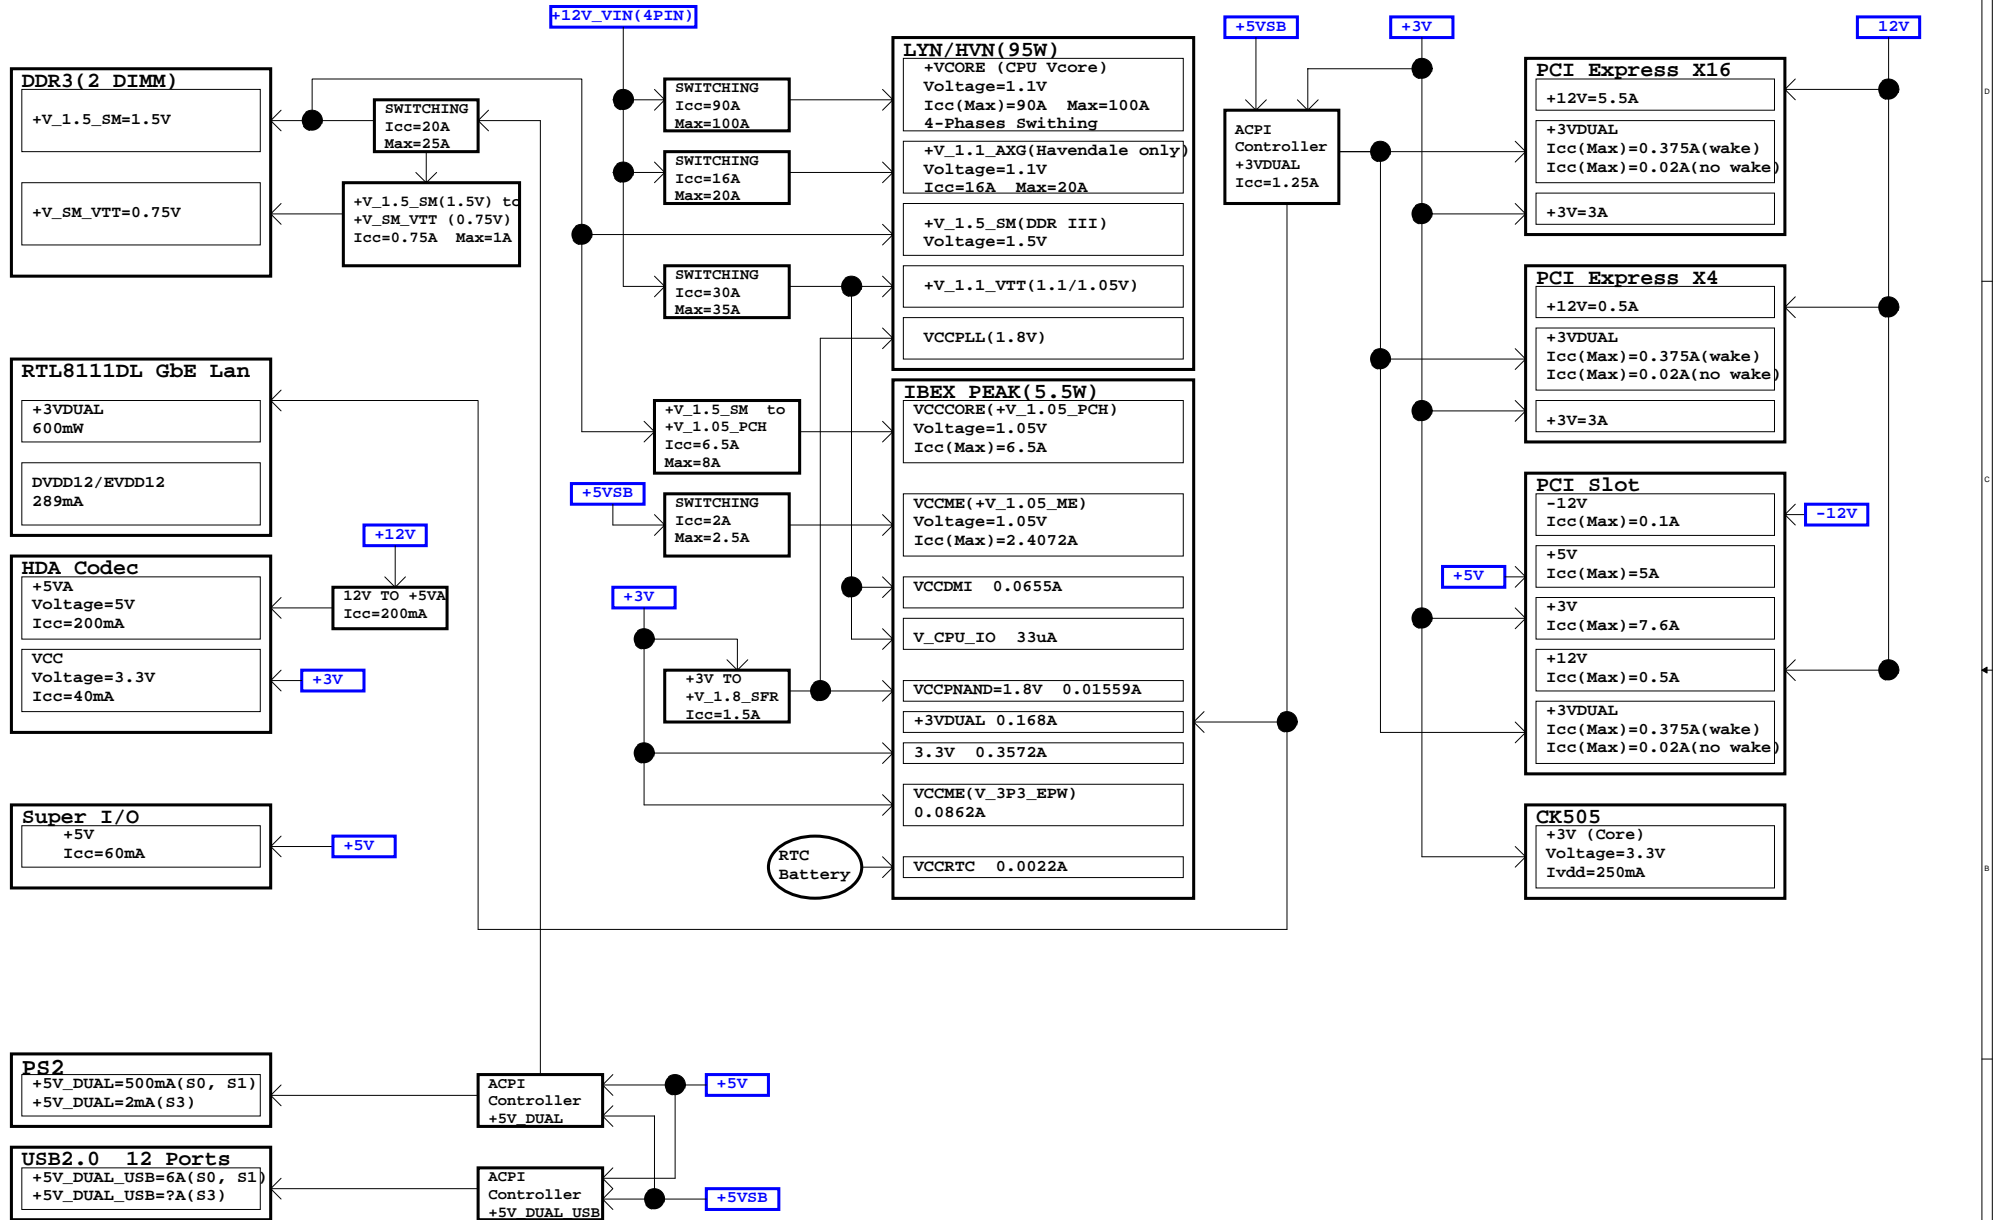 +12V_VIN(4PIN)
+5VSB
+3V
12V
DDR3(2 DIMM)
+V_1.5_SM=1.5V
+V_SM_VTT=0.75V
SWITCHING
Icc=20A
Max=25A
+V_1.5_SM(1.5V) to
+V_SM_VTT (0.75V)
Icc=0.75A Max=1A
SWITCHING
Icc=90A
Max=100A
SWITCHING
Icc=16A
Max=20A
SWITCHING
Icc=30A
Max=35A
LYN/HVN(95W)
+VCORE (CPU Vcore)
Voltage=1.1V
Icc(Max)=90A Max=100A
4-Phases Swithing
+V_1.1_AXG(Havendale only)
Voltage=1.1V
Icc=16A Max=20A
+V_1.5_SM(DDR III)
Voltage=1.5V
+V_1.1_VTT(1.1/1.05V)
VCCPLL(1.8V)
ACPI
Controller
+3VDUAL
Icc=1.25A
PCI Express X16
+12V=5.5A
+3VDUAL
Icc(Max)=0.375A(wake)
Icc(Max)=0.02A(no wake)
+3V=3A
D
PCI Express X4
+12V=0.5A
+3VDUAL
Icc(Max)=0.375A(wake)
Icc(Max)=0.02A(no wake)
+3V=3A
RTL8111DL GbE Lan
+3VDUAL
600mW
DVDD12/EVDD12
289mA
+V_1.5_SM to
+V_1.05_PCH
Icc=6.5A
Max=8A
+5VSB
SWITCHING
Icc=2A
Max=2.5A
IBEX PEAK(5.5W)
VCCCORE(+V_1.05_PCH)
Voltage=1.05V
Icc(Max)=6.5A
VCCME(+V_1.05_ME)
Voltage=1.05V
Icc(Max)=2.4072A
VCCDMI 0.0655A
V_CPU_IO 33uA
VCCPNAND=1.8V 0.01559A
+3VDUAL 0.168A
3.3V 0.3572A
VCCME(V_3P3_EPW)
0.0862A
VCCRTC 0.0022A
+3V
+3V TO
+V_1.8_SFR
Icc=1.5A
RTC
Battery
PCI Slot
-12V
Icc(Max)=0.1A
+5V
Icc(Max)=5A
+3V
Icc(Max)=7.6A
+12V
Icc(Max)=0.5A
+3VDUAL
Icc(Max)=0.375A(wake)
Icc(Max)=0.02A(no wake)
-12V
+5V
C
CK505
+3V (Core)
Voltage=3.3V
Ivdd=250mA
B
HDA Codec
+5VA
Voltage=5V
Icc=200mA
VCC
Voltage=3.3V
Icc=40mA
+12V
12V TO +5VA
Icc=200mA
+3V
Super I/O
+5V
Icc=60mA
+5V
PS2
+5V_DUAL=500mA(S0, S1)
+5V_DUAL=2mA(S3)
ACPI
Controller
+5V_DUAL
+5V
USB2.0 12 Ports
+5V_DUAL_USB=6A(S0, S1)
+5V_DUAL_USB=?A(S3)
ACPI
Controller
+5V_DUAL_USB
+5VSB